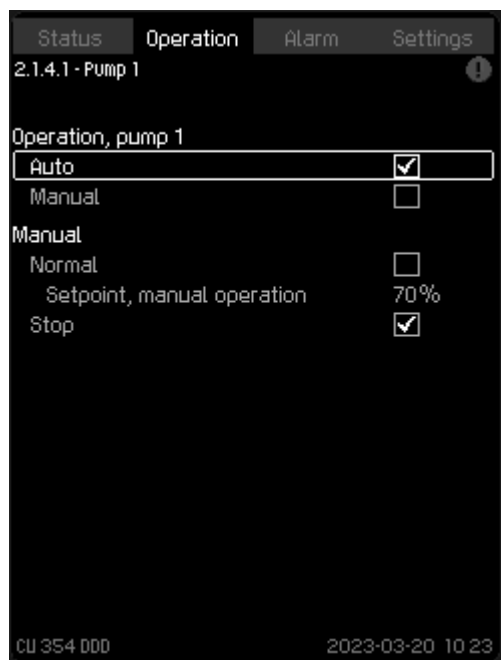 Status Operation Alarm Settings
2.1.4.1 - Pump 1
Operation, pump 1
Auto
Manual
Manual
Normal
Setpoint, manual operation 70%
Stop
CU 354 DDD 2023-03-20 10:23